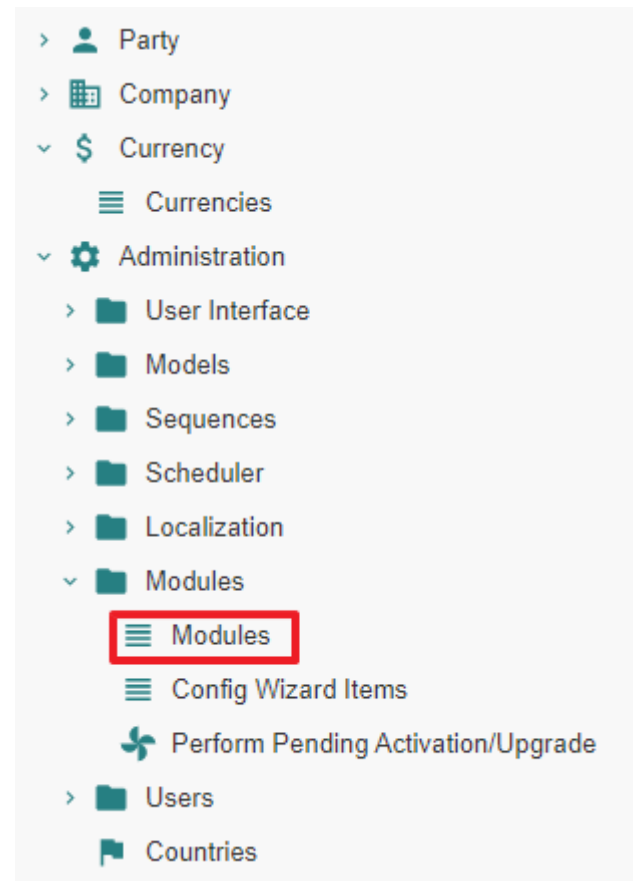 Party
Company
Currency
Currencies
Administration
User Interface
Models
Sequences
Scheduler
Localization
Modules
Modules
Config Wizard Items
Perform Pending Activation/Upgrade
Users
Countries